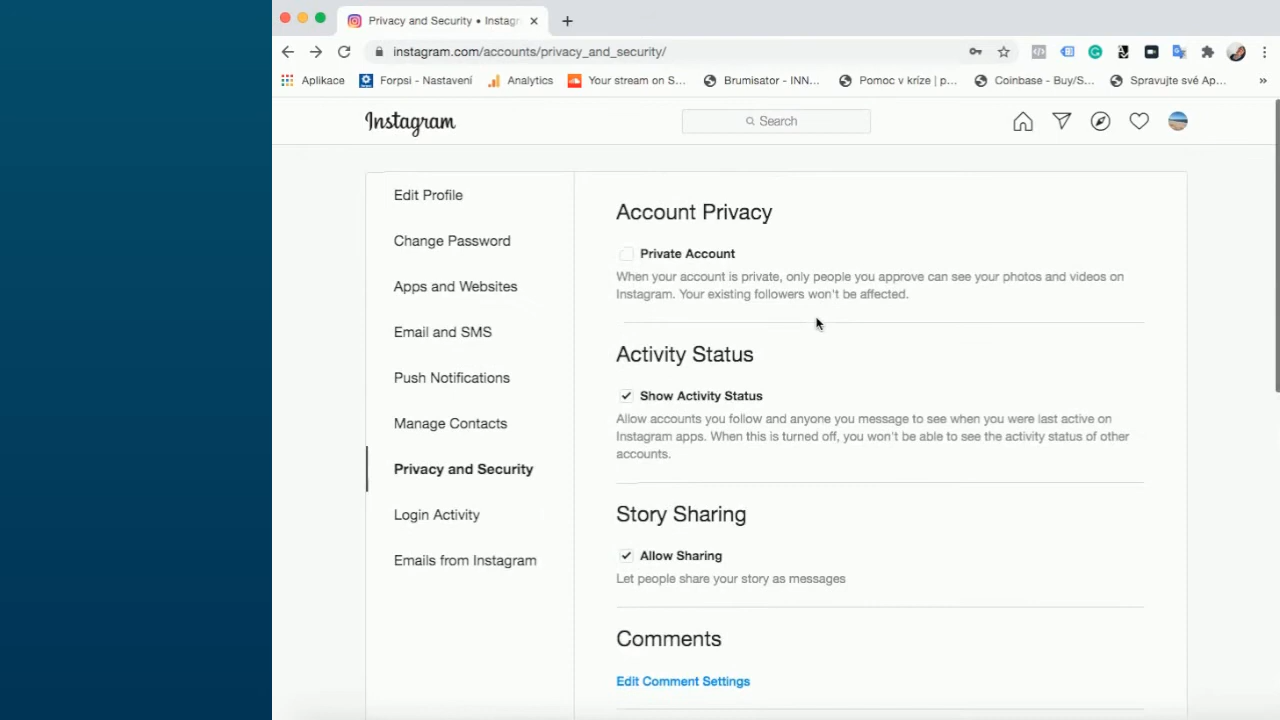 Privacy and Security • Instagr
instagram.com/accounts/privacy_and_security/
Aplikace
Forpsi - Nastavení
Analytics
Your stream on S...
Brumisator - INN...
Pomoc v kríze | p...
Coinbase - Buy/S...
Spravujte své Ap...
»
Instagram
Search
Edit Profile
Change Password
Apps and Websites
Email and SMS
Push Notifications
Manage Contacts
Privacy and Security
Login Activity
Emails from Instagram
Account Privacy
Private Account
When your account is private, only people you approve can see your photos and videos on
Instagram. Your existing followers won't be affected.
Activity Status
Show Activity Status
Allow accounts you follow and anyone you message to see when you were last active on
Instagram apps. When this is turned off, you won't be able to see the activity status of other
accounts.
Story Sharing
Allow Sharing
Let people share your story as messages
Comments
Edit Comment Settings